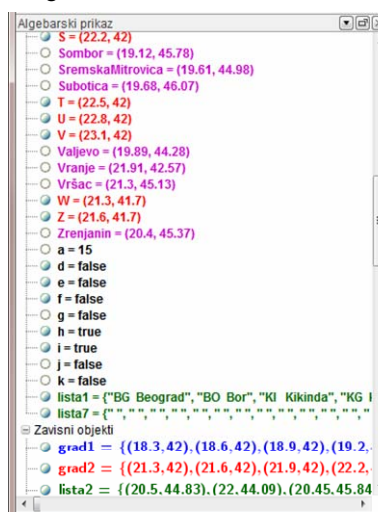 Algebarski prikaz
S = (22.2, 42)
Sombor = (19.12, 45.78)
SremskaMitrovica = (19.61, 44.98)
Subotica = (19.68, 46.07)
T = (22.5, 42)
U = (22.8, 42)
V = (23.1, 42)
Valjevo = (19.89, 44.28)
Vranje = (21.91, 42.57)
Vršac = (21.3, 45.13)
W = (21.3, 41.7)
Z = (21.6, 41.7)
Zrenjanin = (20.4, 45.37)
a = 15
d = false
e = false
f = false
g = false
h = true
i = true
j = false
k = false
lista1 = {"BG Beograd", "BO Bor", "KI Kikinda", "KG
lista7 = {" ", " ", " ", " ", " ", " ", " ", " ", " ", " ", " ", " ", "
Zavisni objekti
grad1 = {(18.3,42),(18.6,42),(18.9,42),(19.2,
grad2 = {(21.3,42),(21.6,42),(21.9,42),(22.2,
lista2 = {(20.5,44.83),(22,44.09),(20.45,45.84